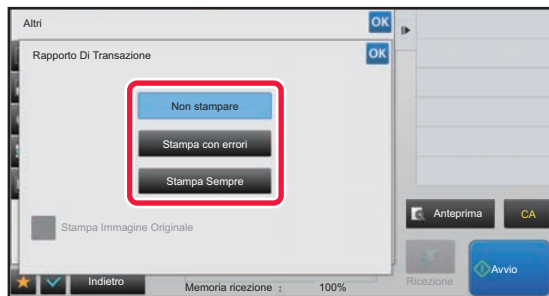 Altri
OK
Rapporto Di Transazione
OK
Non stampare
Stampa con errori
Stampa Sempre
Stampa Immagine Originale
Anteprima
CA
Indietro
Memoria ricezione : 100%
Ricezione
Avvio